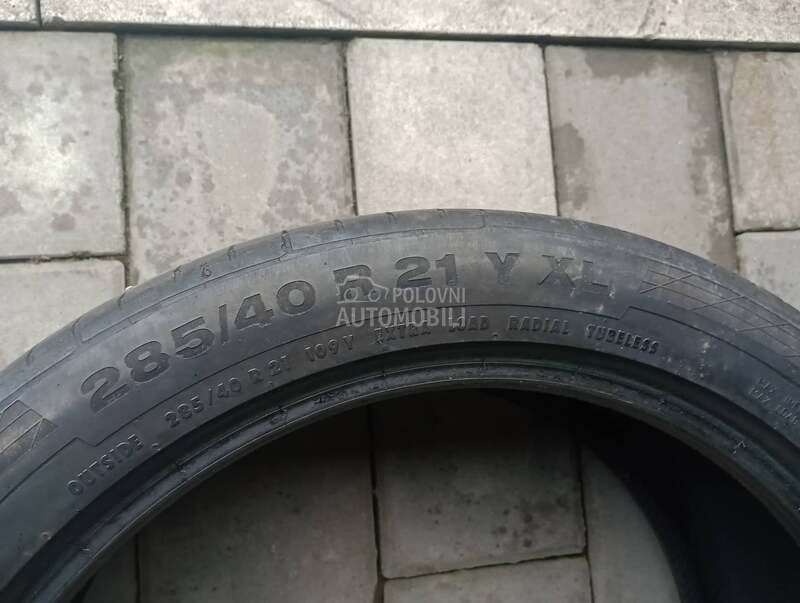 285/40 R 21 Y XL
POLOVNI
AUTOMOBILI
OUTSIDE 285/40 R 21 109Y EXTRA LOAD RADIAL TUBELESS